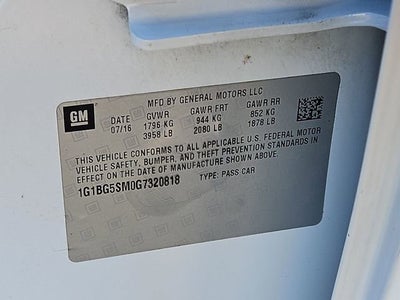 MFD BY GENERAL MOTORS LLC
GM
DATE GVWR GAWR FRT GAWR RR
07/16 1796 KG 944 KG 852 KG
3958 LB 2080 LB 1878 LB
THIS VEHICLE CONFORMS TO ALL APPLICABLE U.S. FEDERAL MOTOR
VEHICLE SAFETY, BUMPER, AND THEFT PREVENTION STANDARDS IN
EFFECT ON THE DATE OF MANUFACTURE SHOWN ABOVE.
1G1BG5SM0G7320818 TYPE: PASS CAR